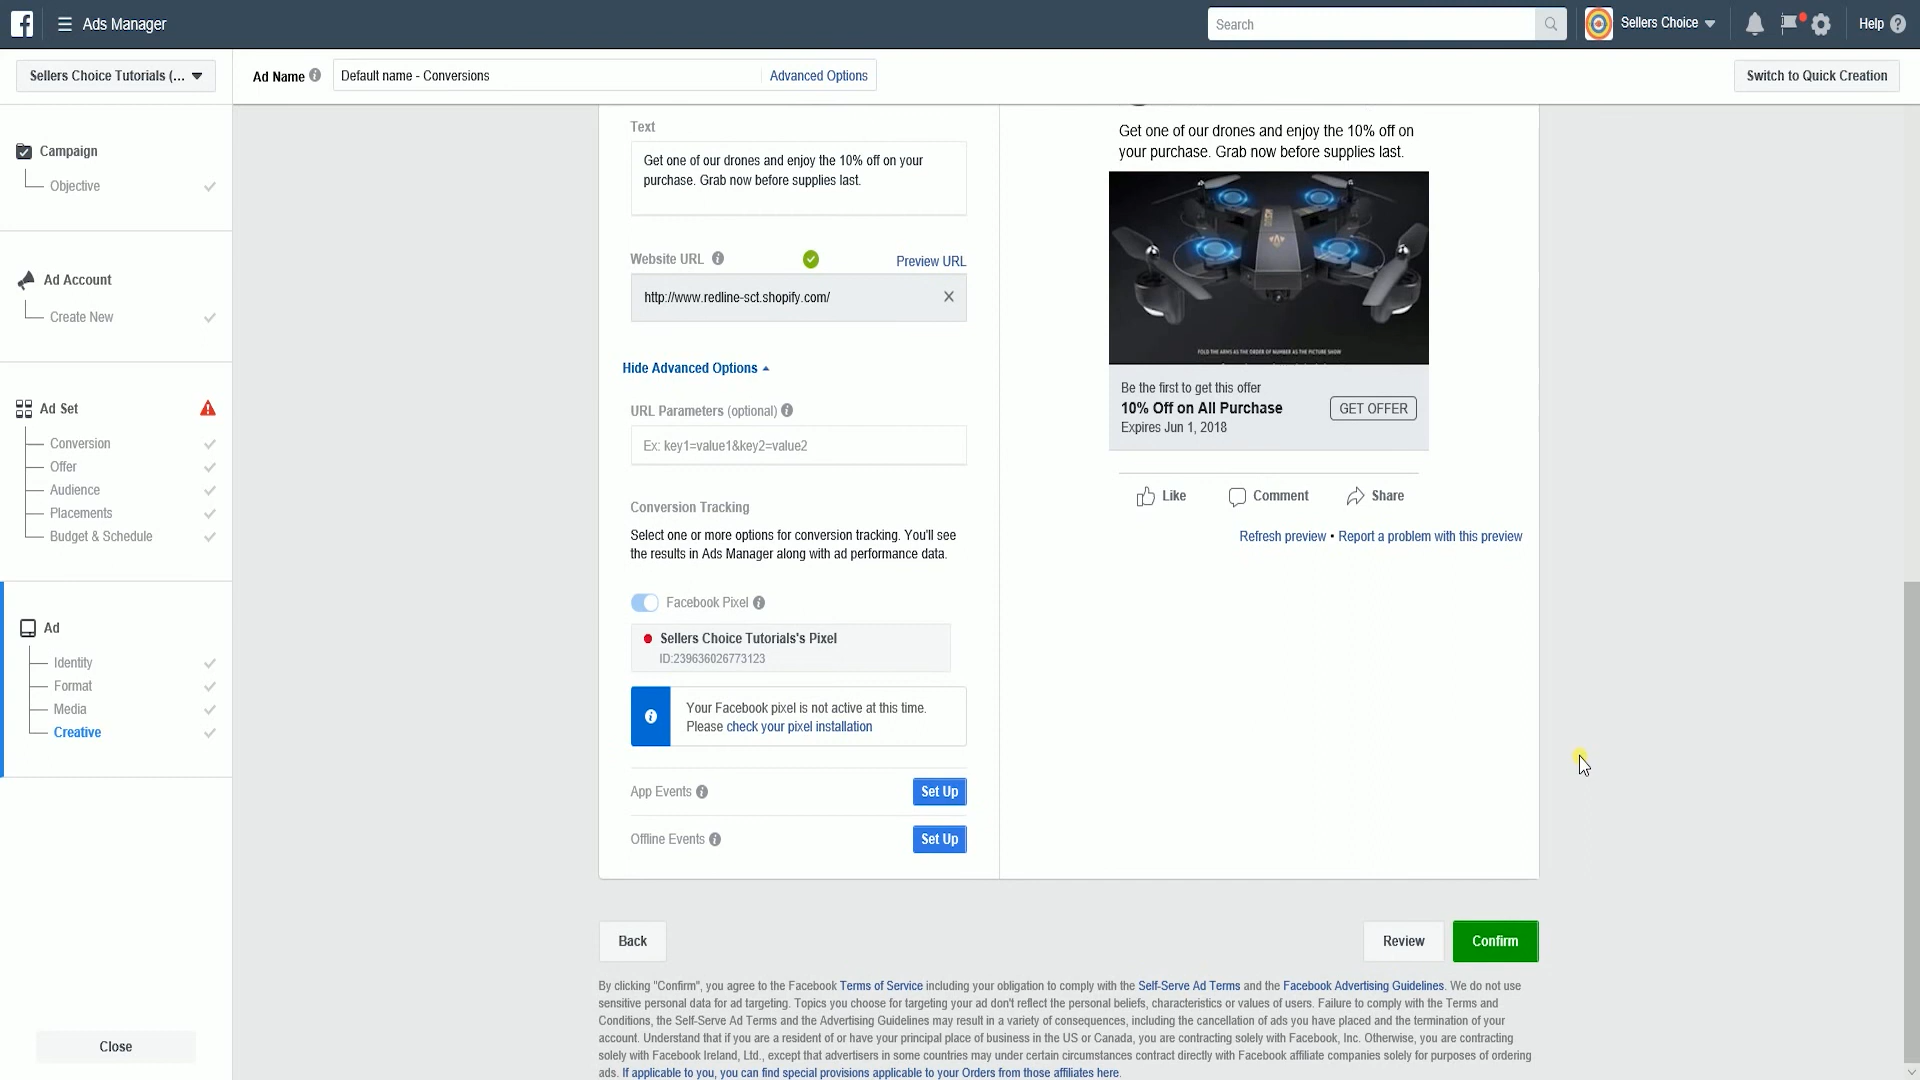 Ads Manager
Search
Sellers Choice
Help
Sellers Choice Tutorials (...
Ad Name
Default name - Conversions
Advanced Options
Switch to Quick Creation
Campaign
Objective
Ad Account
Create New
Ad Set
Conversion
Offer
Audience
Placements
Budget & Schedule
Ad
Identity
Format
Media
Creative
Close
Text
Get one of our drones and enjoy the 10% off on your
purchase. Grab now before supplies last.
Website URL
Preview URL
http://www.redline-sct.shopify.com/
Hide Advanced Options
URL Parameters (optional)
Ex: key1=value1&key2=value2
Conversion Tracking
Select one or more options for conversion tracking. You'll see
the results in Ads Manager along with ad performance data.
Facebook Pixel
Sellers Choice Tutorials's Pixel
ID:239636026773123
Your Facebook pixel is not active at this time.
Please check your pixel installation
App Events
Set Up
Offline Events
Set Up
Get one of our drones and enjoy the 10% off on
your purchase. Grab now before supplies last.
FOLD THE ARMS AS THE ORDER OF NUMBER AS THE PICTURE SHOW
Be the first to get this offer
10% Off on All Purchase
Expires Jun 1, 2018
GET OFFER
Like
Comment
Share
Refresh preview • Report a problem with this preview
Back
Review
Confirm
By clicking "Confirm", you agree to the Facebook Terms of Service including your obligation to comply with the Self-Serve Ad Terms and the Facebook Advertising Guidelines. We do not use
sensitive personal data for ad targeting. Topics you choose for targeting your ad don't reflect the personal beliefs, characteristics or values of users. Failure to comply with the Terms and
Conditions, the Self-Serve Ad Terms and the Advertising Guidelines may result in a variety of consequences, including the cancellation of ads you have placed and the termination of your
account. Understand that if you are a resident of or have your principal place of business in the US or Canada, you are contracting solely with Facebook, Inc. Otherwise, you are contracting
solely with Facebook Ireland, Ltd., except that advertisers in some countries may under certain circumstances contract directly with Facebook affiliate companies solely for purposes of ordering
ads. If applicable to you, you can find special provisions applicable to your Orders from those affiliates here.